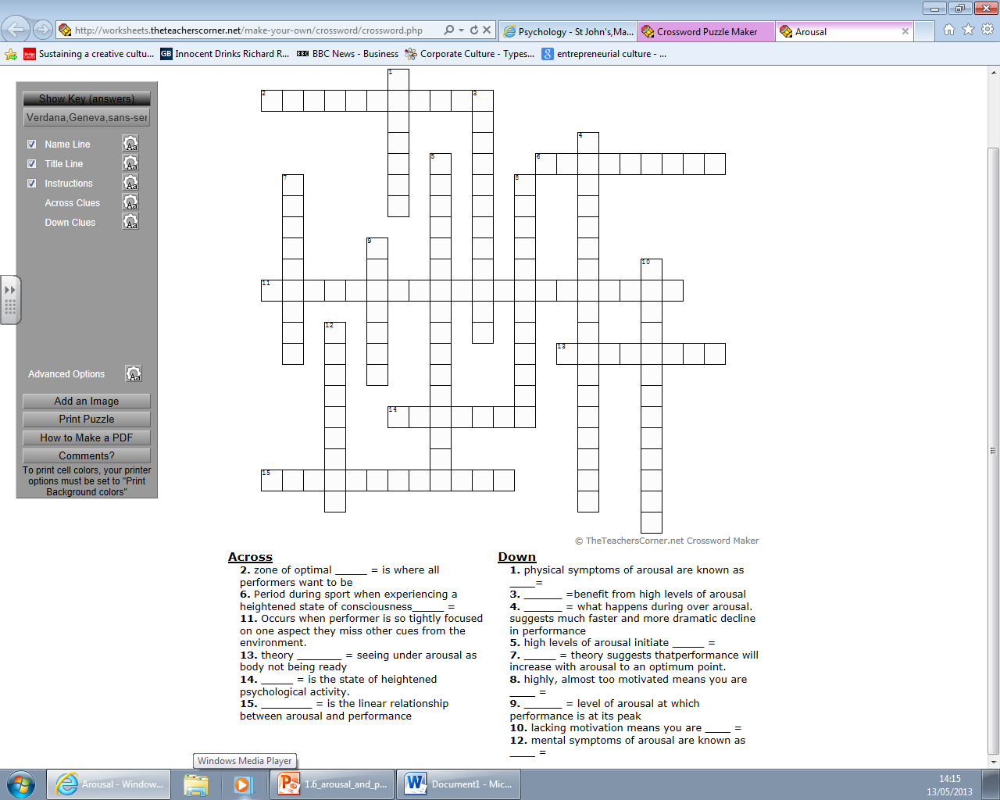 http://worksheets.theteacherscorner.net/make-your-own/crossword/crossword.php
Psychology - St John's,Ma...
Crossword Puzzle Maker
Arousal
Sustaining a creative cultu...
GB Innocent Drinks Richard R...
BBC BBC News - Business
Corporate Culture - Types...
g entrepreneurial culture - ...
Show Key (answers)
Verdana,Geneva,sans-ser
Name Line
Title Line
Instructions
Across Clues
Down Clues
Advanced Options
Add an Image
Print Puzzle
How to Make a PDF
Comments?
To print cell colors, your printer
options must be set to "Print
Background colors"
1
2
3
4
5
6
7
8
9
10
11
12
13
14
15
© TheTeachersCorner.net Crossword Maker
Across
2. zone of optimal _____ = is where all
performers want to be
6. Period during sport when experiencing a
heightened state of consciousness_____ =
11. Occurs when performer is so tightly focused
on one aspect they miss other cues from the
environment.
13. theory _______ = seeing under arousal as
body not being ready
14. _____ = is the state of heightened
psychological activity.
15. ________ = is the linear relationship
between arousal and performance
Down
1. physical symptoms of arousal are known as
____=
3. ______ =benefit from high levels of arousal
4. ______ = what happens during over arousal.
suggests much faster and more dramatic decline
in performance
5. high levels of arousal initiate _____ =
7. _____ = theory suggests thatperformance will
increase with arousal to an optimum point.
8. highly, almost too motivated means you are
____ =
9. ______ = level of arousal at which
performance is at its peak
10. lacking motivation means you are ____ =
12. mental symptoms of arousal are known as
____ =
Windows Media Player
Arousal - Window...
1.6_arousal_and_p...
Document1 - Mic...
14:15
13/05/2013